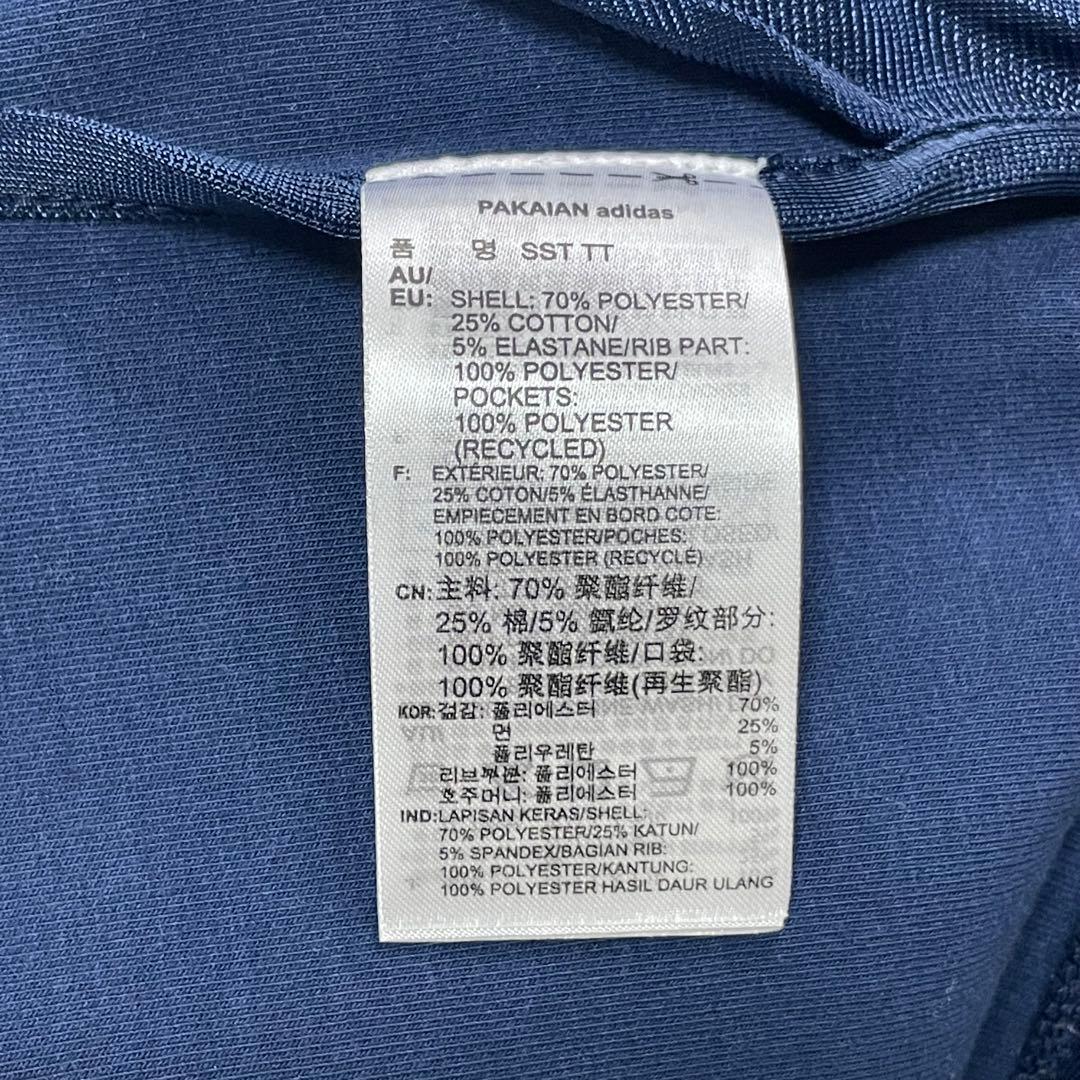 PAKAIAN adidas
품 명 SST TT
AU/
EU: SHELL: 70% POLYESTER/
25% COTTON/
5% ELASTANE/RIB PART:
100% POLYESTER/
POCKETS:
100% POLYESTER
(RECYCLED)
F: EXTÉRIEUR: 70% POLYESTER/
25% COTON/5% ÉLASTHANNE/
EMPIECEMENT EN BORD COTE:
100% POLYESTER/POCHES:
100% POLYESTER (RECYCLÉ)
CN: 主料: 70% 聚酯纤维/
25% 棉/5% 氨纶/罗纹部分:
100% 聚酯纤维/口袋:
100% 聚酯纤维(再生聚酯)
KOR: 겉감: 폴리에스터 70%
면 25%
폴리우레탄 5%
리브부분: 폴리에스터 100%
호주머니: 폴리에스터 100%
IND: LAPISAN KERAS/SHELL:
70% POLYESTER/25% KATUN/
5% SPANDEX/BAGIAN RIB:
100% POLYESTER/KANTUNG:
100% POLYESTER HASIL DAUR ULANG